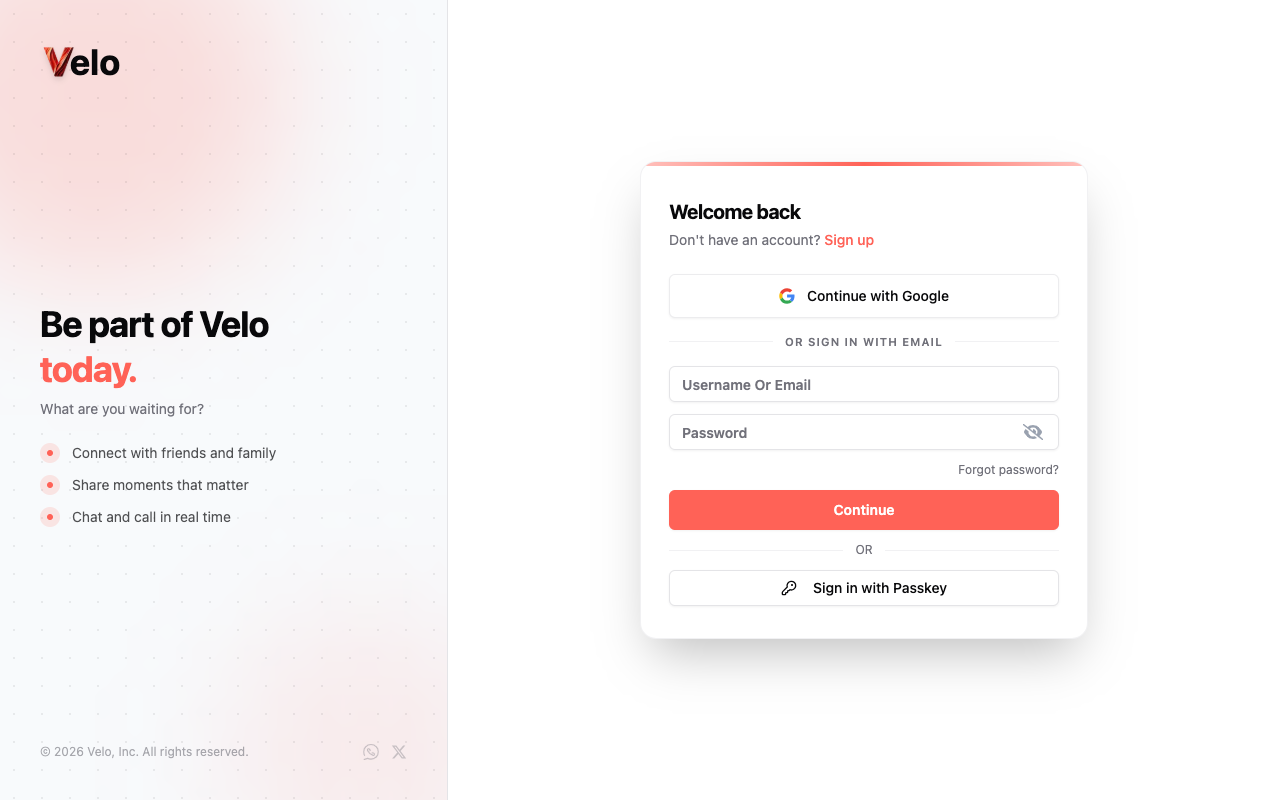 Velo
Be part of Velo
today.
What are you waiting for?
Connect with friends and family
Share moments that matter
Chat and call in real time
© 2026 Velo, Inc. All rights reserved.
Welcome back
Don't have an account? Sign up
Continue with Google
OR SIGN IN WITH EMAIL
Username Or Email
Password
Forgot password?
Continue
OR
Sign in with Passkey